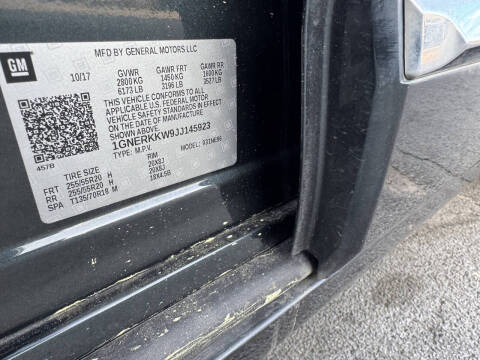 MFD BY GENERAL MOTORS LLC
GM
10/17 GVWR GAWR FRT GAWR RR
2800 KG 1450 KG 1600 KG
6173 LB 3196 LB 3527 LB
THIS VEHICLE CONFORMS TO ALL
APPLICABLE U.S. FEDERAL MOTOR
VEHICLE SAFETY STANDARDS IN EFFECT
ON THE DATE OF MANUFACTURE
SHOWN ABOVE.
1GNERKKW9JJ145923
457B TYPE: M.P.V. MODEL:
TIRE SIZE RIM
FRT 255/55R20 H 20X8J
RR 255/55R20 H 20X8J
SPA T135/70R18 M 18X4.5B